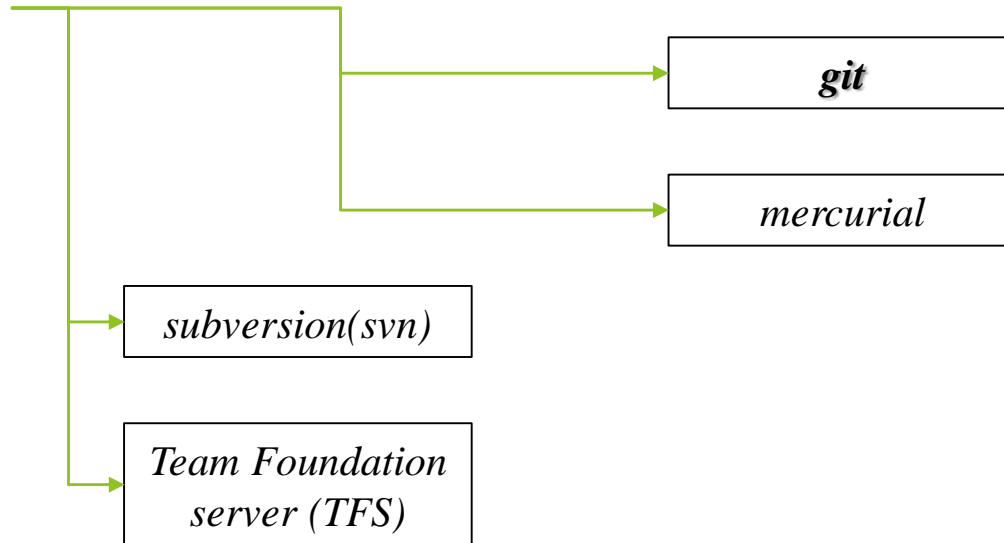 git
mercurial
subversion(svn)
Team Foundation
server (TFS)